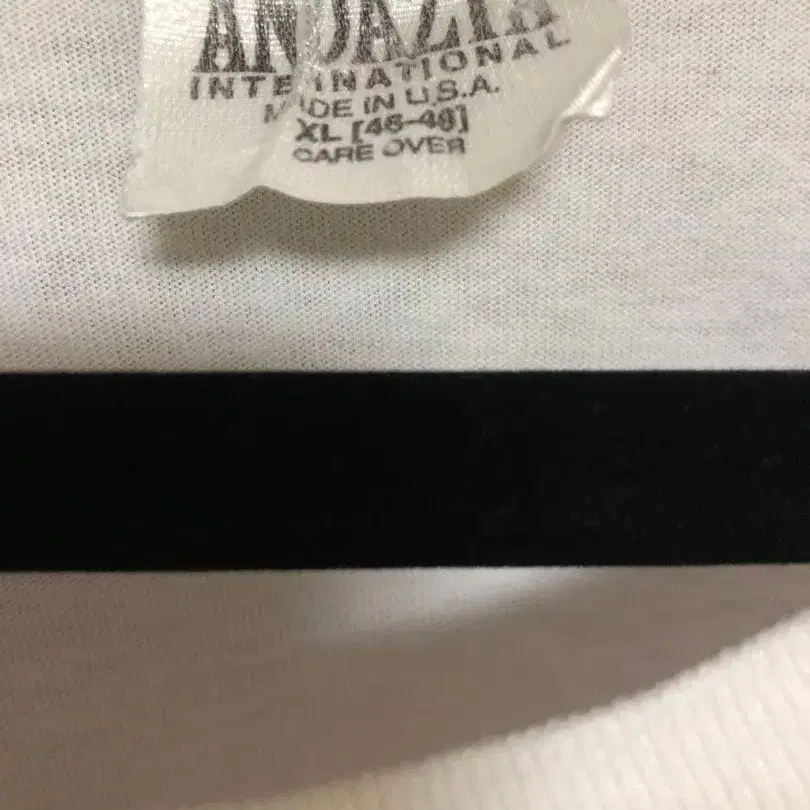 INTERNATIONAL
MADE IN U.S.A.
XL [46-48]
CARE OVER